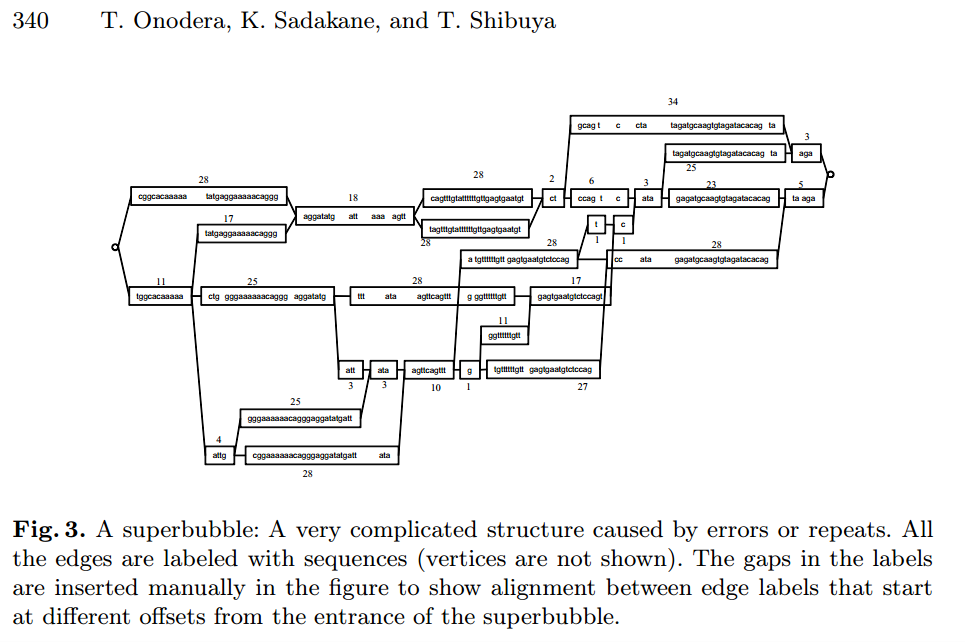 340 T. Onodera, K. Sadakane, and T. Shibuya
34
gcag t c cta tagatgcaagtgtagatacacag ta
3
tagatgcaagtgtagatacacag ta
aga
25
28
cggcacaaaaa tatgaggaaaaacaggg
18
28
2
6
3
23
5
cagtttgtattttttgttgagtgaatgt
ct
ccag t c
ata
gagatgcaagtgtagatacacag
ta aga
17
aggatatg att aaa agtt
tatgaggaaaaacaggg
tagtttgtattttttgttgagtgaatgt
28
t
c
1
1
28
28
a tgttttttgtt gagtgaatgtctccag
cc ata gagatgcaagtgtagatacacag
11
25
28
17
tggcacaaaaa
ctg gggaaaaaacaggg aggatatg
ttt ata agttcagttt
g ggttttttgtt
gagtgaatgtctccagt
11
ggttttttgtt
att
ata
agttcagttt
g
tgttttttgtt gagtgaatgtctccag
3
3
10
1
27
25
gggaaaaaacagggaggatatgatt
4
attg
cggaaaaaacagggaggatatgatt ata
28
Fig. 3. A superbubble: A very complicated structure caused by errors or repeats. All
the edges are labeled with sequences (vertices are not shown). The gaps in the labels
are inserted manually in the figure to show alignment between edge labels that start
at different offsets from the entrance of the superbubble.